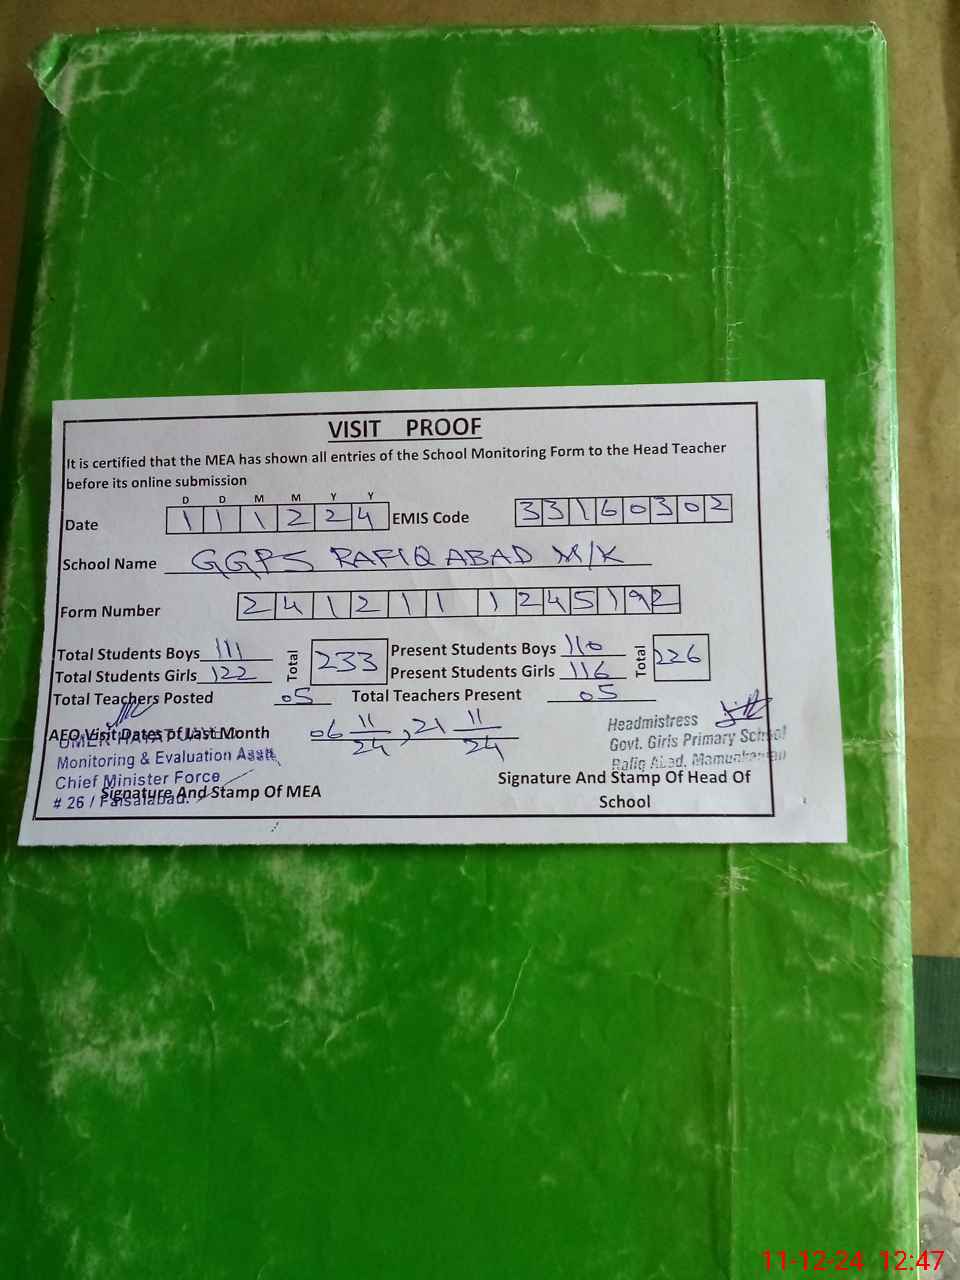 VISIT PROOF
It is certified that the MEA has shown all entries of the School Monitoring Form to the Head Teacher
before its online submission
D D M M Y Y
Date 1 1 1 2 2 4 EMIS Code 3 3 1 6 0 3 0 2
School Name GGPS RAFIQ ABAD M/K
Form Number 2 4 1 2 1 1 1 1 2 4 5 1 9 2
Total Students Boys 111 Total 233 Present Students Boys 110 Total 226
Total Students Girls 122 Present Students Girls 116
Total Teachers Posted 05 Total Teachers Present 05
AEO Visit Dates of Last Month 06 11/24, 21 11/24
UMER HAYAT
Monitoring & Evaluation Asstt.
Chief Minister Force
# 26 / Faisalabad.
Signature And Stamp Of MEA
Headmistress
Govt. Girls Primary School
Rafiq Abad, Mamunkanjan
Signature And Stamp Of Head Of
School
11-12-24 12:47